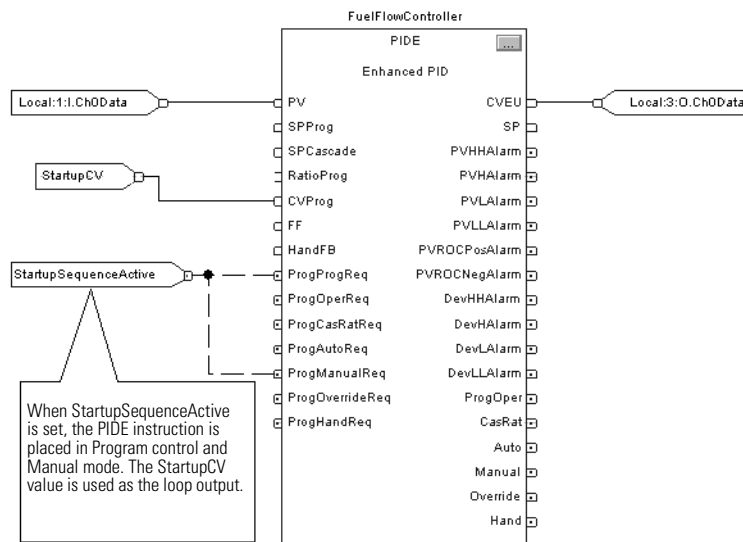 FuelFlowController
PIDE
...
Enhanced PID
Local:1:I.Ch0Data
PV
CVEU
Local:3:O.Ch0Data
SPProg
SP
SPCascade
PVHHAlarm
StartupCV
RatioProg
PVHAlarm
CVProg
PVLAlarm
FF
PVLLAlarm
HandFB
PVROCPosAlarm
StartupSequenceActive
ProgProgReq
PVROCNegAlarm
ProgOperReq
DevHHAlarm
ProgCasRatReq
DevHAlarm
ProgAutoReq
DevLAlarm
ProgManualReq
DevLLAlarm
ProgOverrideReq
ProgOper
ProgHandReq
CasRat
Auto
Manual
Override
Hand
When StartupSequenceActive
is set, the PIDE instruction is
placed in Program control and
Manual mode. The StartupCV
value is used as the loop output.